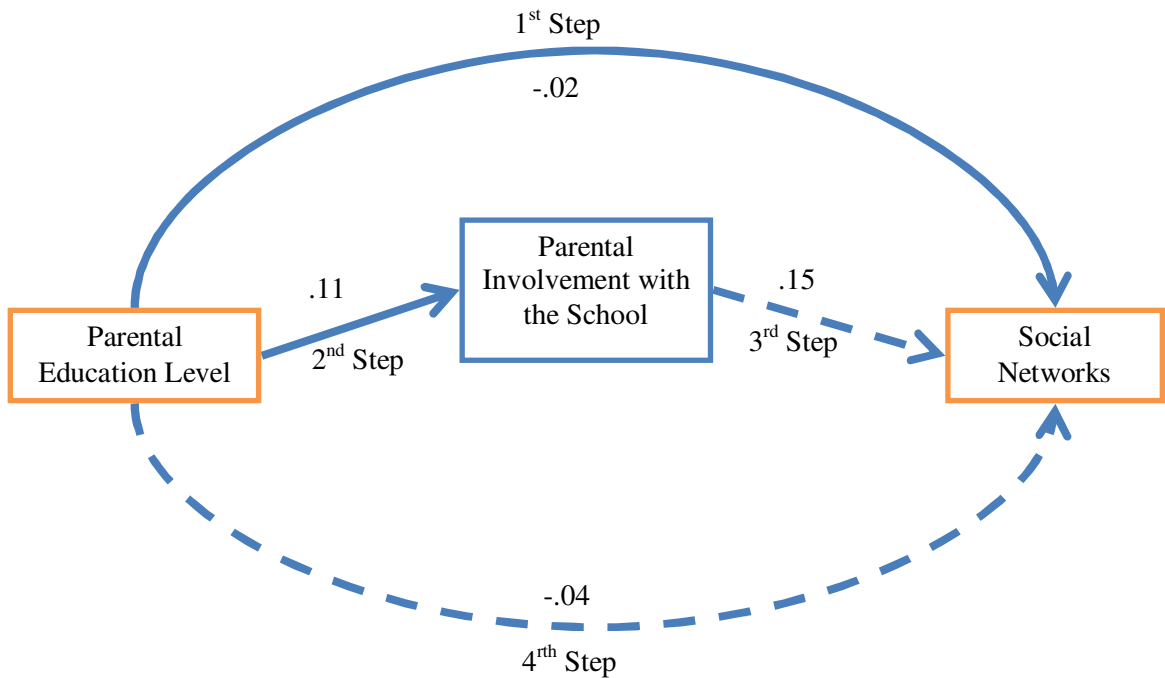 1st Step
-.02
Parental
Involvement with
the School
.11
.15
Parental
Education Level
2nd Step
3rd Step
Social
Networks
-.04
4rth Step